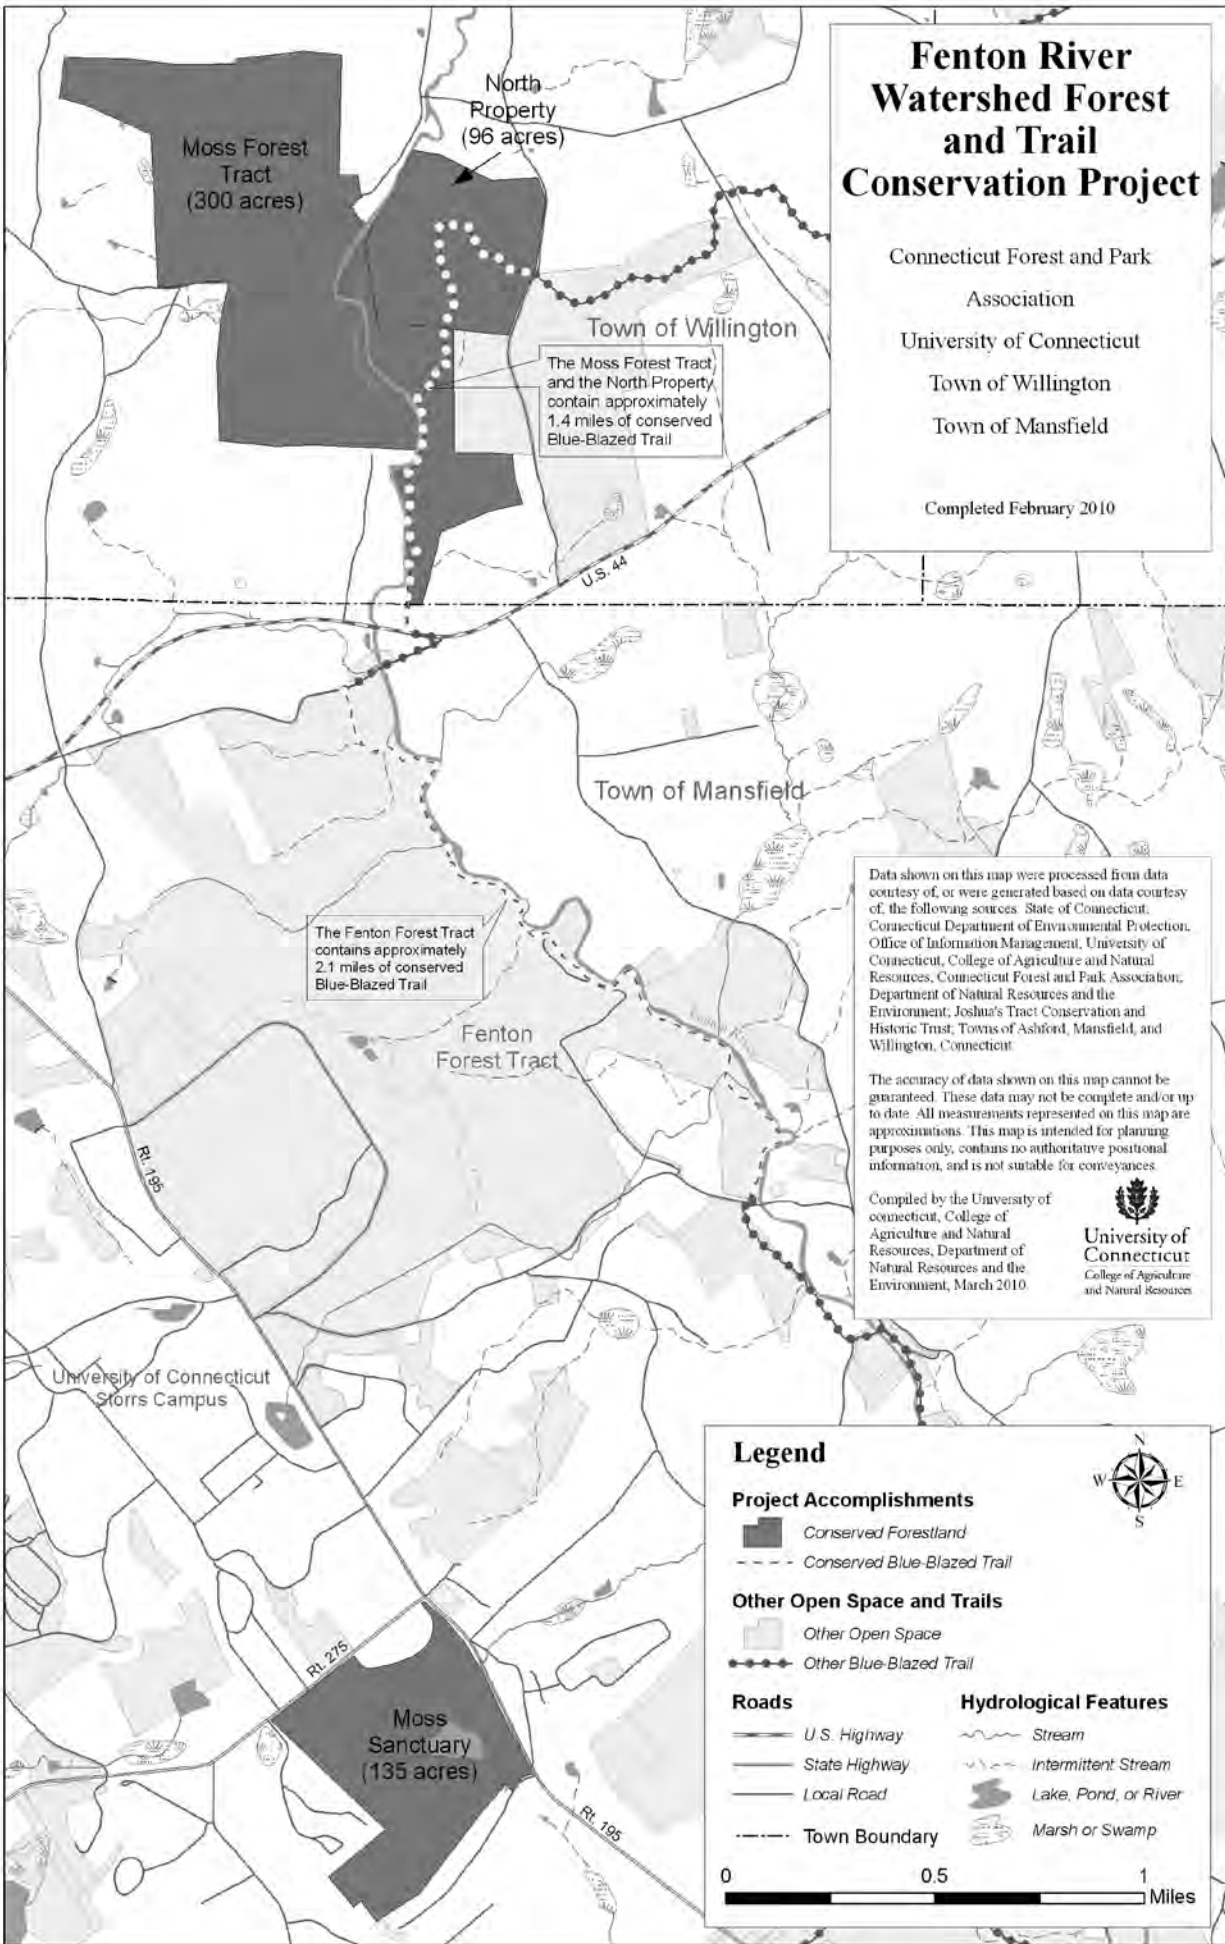 Fenton River
Watershed Forest
and Trail
Conservation Project
Connecticut Forest and Park
Association
University of Connecticut
Town of Willington
Town of Mansfield
Completed February 2010
North
Property
(96 acres)
Moss Forest
Tract
(300 acres)
Town of Willington
The Moss Forest Tract
and the North Property
contain approximately
1.4 miles of conserved
Blue-Blazed Trail
U.S. 44
Town of Mansfield
The Fenton Forest Tract
contains approximately
2.1 miles of conserved
Blue-Blazed Trail
Fenton
Forest Tract
Rt. 195
University of Connecticut
Storrs Campus
Rt. 275
Moss
Sanctuary
(135 acres)
Rt. 195
Data shown on this map were processed from data
courtesy of, or were generated based on data courtesy
of, the following sources: State of Connecticut,
Connecticut Department of Environmental Protection,
Office of Information Management; University of
Connecticut, College of Agriculture and Natural
Resources; Connecticut Forest and Park Association;
Department of Natural Resources and the
Environment; Joshua's Tract Conservation and
Historic Trust; Towns of Ashford, Mansfield, and
Willington, Connecticut.
The accuracy of data shown on this map cannot be
guaranteed. These data may not be complete and/or up
to date. All measurements represented on this map are
approximations. This map is intended for planning
purposes only, contains no authoritative positional
information, and is not suitable for conveyances.
Compiled by the University of
connecticut, College of
Agriculture and Natural
Resources, Department of
Natural Resources and the
Environment, March 2010.
University of
Connecticut
College of Agriculture
and Natural Resources
Legend
N
W
E
S
Project Accomplishments
Conserved Forestland
Conserved Blue-Blazed Trail
Other Open Space and Trails
Other Open Space
Other Blue-Blazed Trail
Roads
U.S. Highway
State Highway
Local Road
Town Boundary
Hydrological Features
Stream
Intermittent Stream
Lake, Pond, or River
Marsh or Swamp
0 0.5 1
Miles